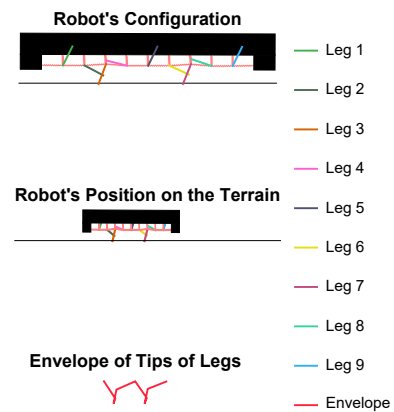 Robot's Configuration
Leg 1
Leg 2
Leg 3
Leg 4
Robot's Position on the Terrain
Leg 5
Leg 6
Leg 7
Leg 8
Envelope of Tips of Legs
Leg 9
Envelope